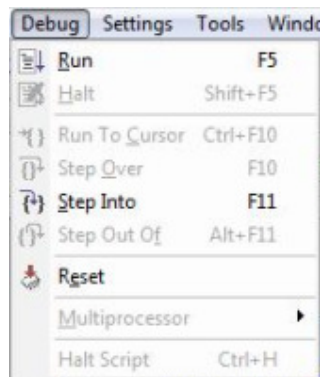 Debug Settings Tools Windo
Run F5
Halt Shift+F5
Run To Cursor Ctrl+F10
Step Over F10
Step Into F11
Step Out Of Alt+F11
Reset
Multiprocessor
Halt Script Ctrl+H